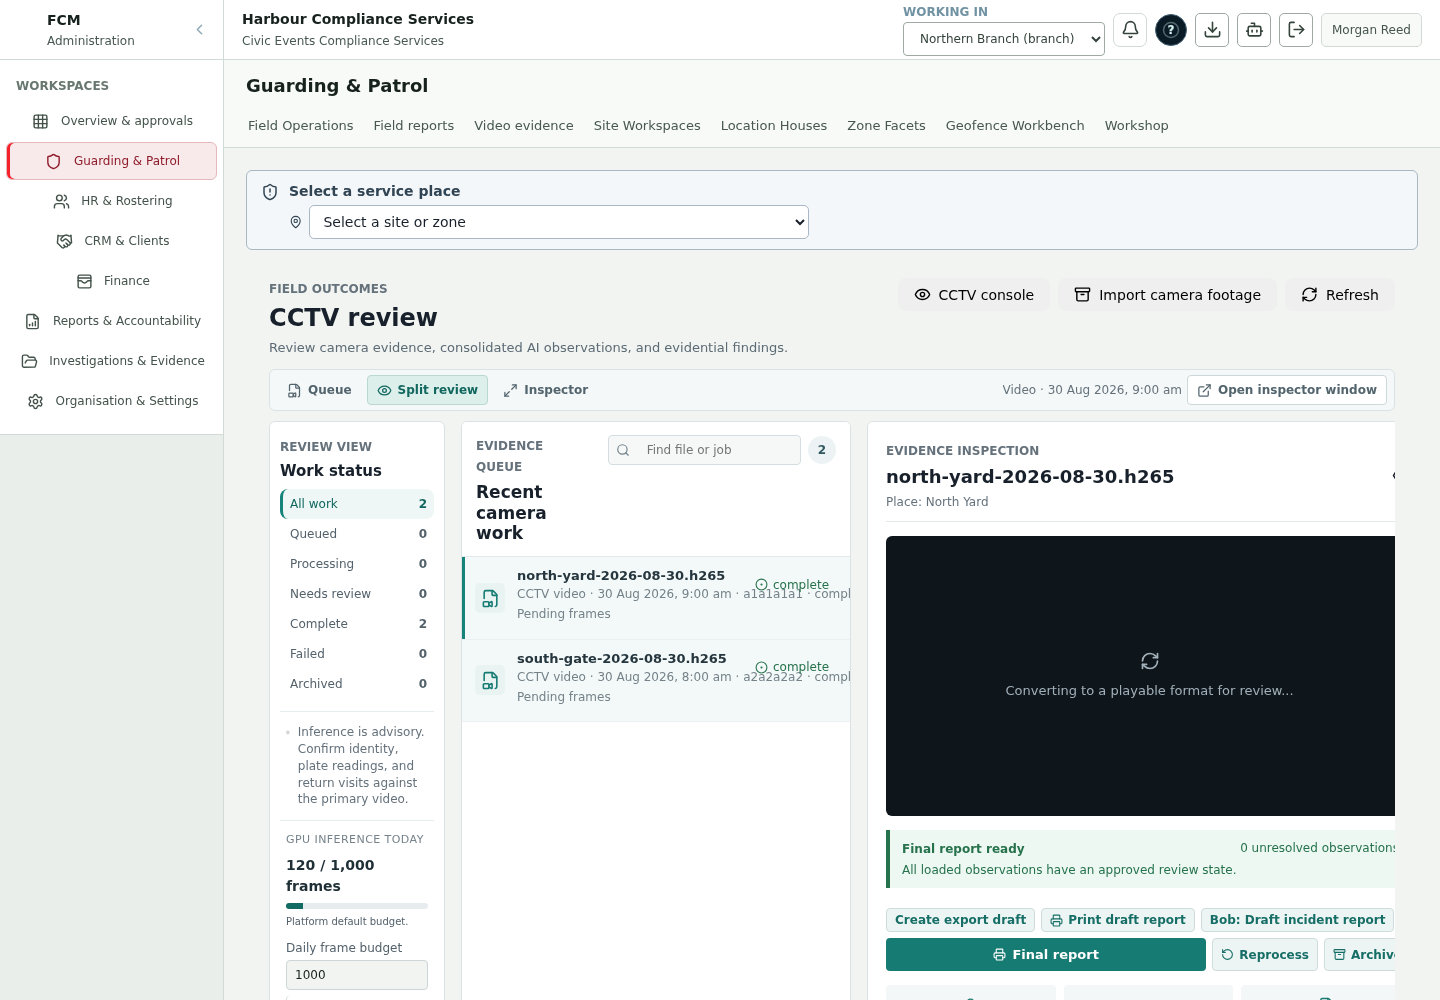 FCM
Administration
WORKSPACES
Overview & approvals
Guarding & Patrol
HR & Rostering
CRM & Clients
Finance
Reports & Accountability
Investigations & Evidence
Organisation & Settings
Harbour Compliance Services
Civic Events Compliance Services
WORKING IN
Northern Branch (branch)
?
Morgan Reed
Guarding & Patrol
Field Operations
Field reports
Video evidence
Site Workspaces
Location Houses
Zone Facets
Geofence Workbench
Workshop
Select a service place
Select a site or zone
FIELD OUTCOMES
CCTV review
Review camera evidence, consolidated AI observations, and evidential findings.
CCTV console
Import camera footage
Refresh
Queue
Split review
Inspector
Video · 30 Aug 2026, 9:00 am
Open inspector window
REVIEW VIEW
Work status
All work 2
Queued 0
Processing 0
Needs review 0
Complete 2
Failed 0
Archived 0
Inference is advisory.
Confirm identity,
plate readings, and
return visits against
the primary video.
GPU INFERENCE TODAY
120 / 1,000
frames
Platform default budget.
Daily frame budget
1000
EVIDENCE
QUEUE
Find file or job
2
Recent
camera
work
north-yard-2026-08-30.h265
complete
CCTV video · 30 Aug 2026, 9:00 am · a1a1a1a1 · compl
Pending frames
south-gate-2026-08-30.h265
complete
CCTV video · 30 Aug 2026, 8:00 am · a2a2a2a2 · compl
Pending frames
EVIDENCE INSPECTION
north-yard-2026-08-30.h265
Place: North Yard
Converting to a playable format for review...
Final report ready
0 unresolved observations
All loaded observations have an approved review state.
Create export draft
Print draft report
Bob: Draft incident report
Final report
Reprocess
Archive